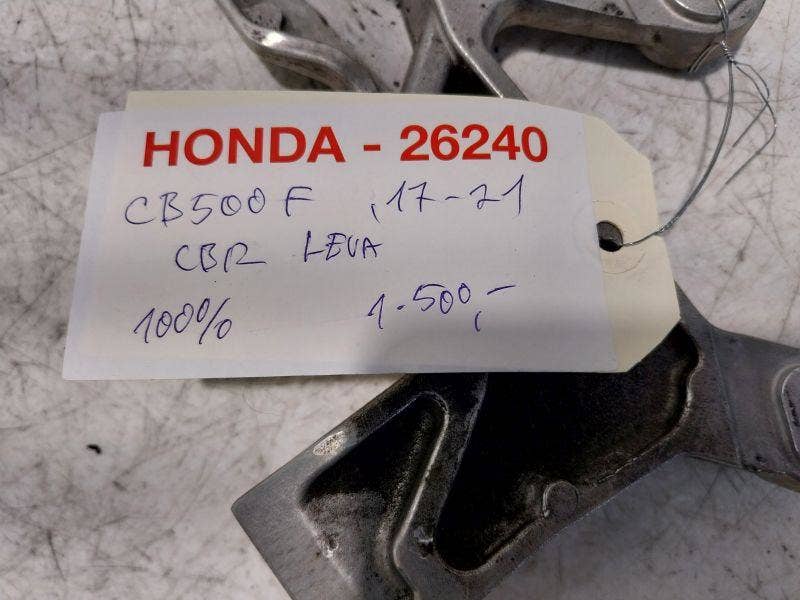 HONDA - 26240
CB500F ,17-21
CBR LEVA
100% 1.500,-